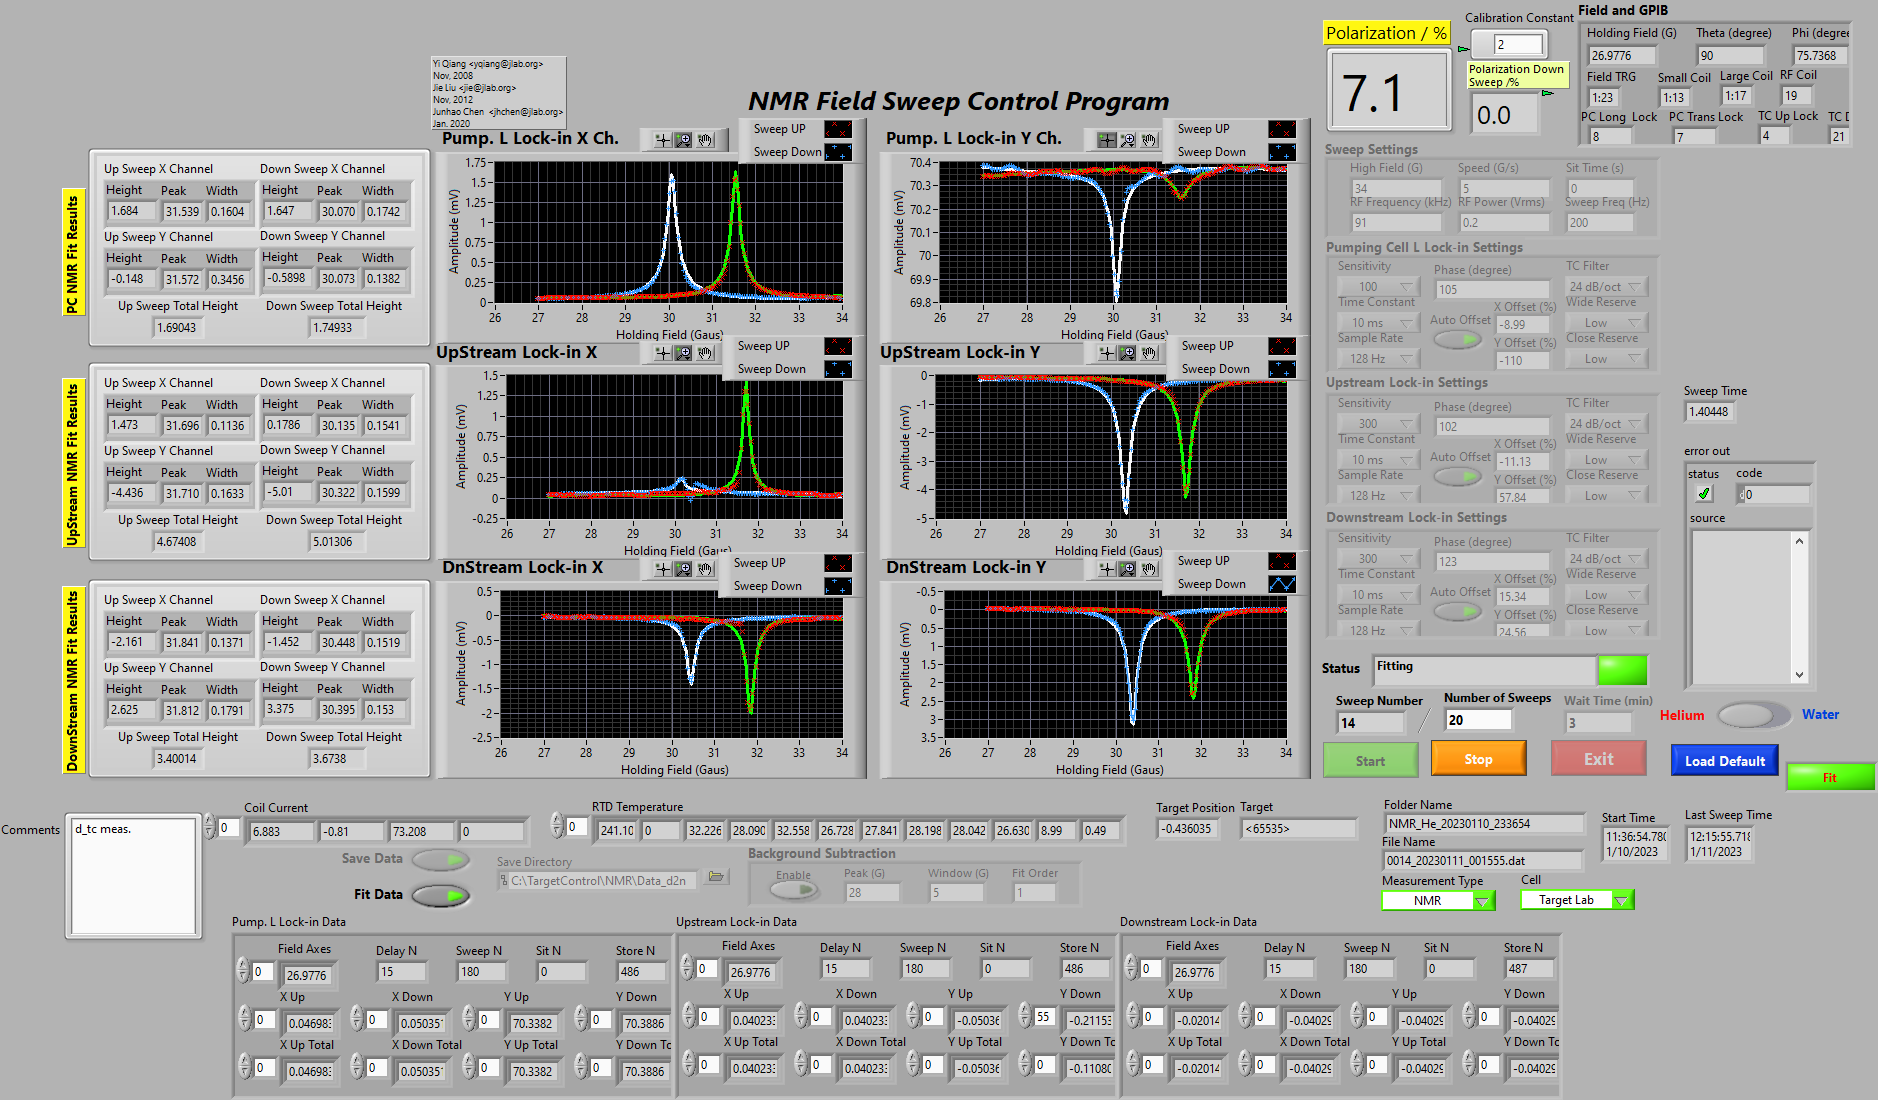 NMR Field Sweep Control Program
Yi Qiang <yqiang@jlab.org>
Nov, 2008
Jie Liu <jie@jlab.org>
Nov, 2012
Junhao Chen <jhchen@jlab.org>
Jan. 2020
Polarization / %
7.1
Calibration Constant
2
Polarization Down
Sweep /%
0.0
Field and GPIB
Holding Field (G) Theta (degree) Phi (degree
26.9776 90 75.7368
Field TRG Small Coil Large Coil RF Coil
1:23 1:13 1:17 19
PC Long Lock PC Trans Lock TC Up Lock TC D
8 7 4 21
PC NMR Fit Results
Up Sweep X Channel Down Sweep X Channel
Height Peak Width Height Peak Width
1.684 31.539 0.1604 1.647 30.070 0.1742
Up Sweep Y Channel Down Sweep Y Channel
Height Peak Width Height Peak Width
-0.148 31.572 0.3456 -0.5898 30.073 0.1382
Up Sweep Total Height Down Sweep Total Height
1.69043 1.74933
UpStream NMR Fit Results
Up Sweep X Channel Down Sweep X Channel
Height Peak Width Height Peak Width
1.473 31.696 0.1136 0.1786 30.135 0.1541
Up Sweep Y Channel Down Sweep Y Channel
Height Peak Width Height Peak Width
-4.436 31.710 0.1633 -5.01 30.322 0.1599
Up Sweep Total Height Down Sweep Total Height
4.67408 5.01306
DownStream NMR Fit Results
Up Sweep X Channel Down Sweep X Channel
Height Peak Width Height Peak Width
-2.161 31.841 0.1371 -1.452 30.448 0.1519
Up Sweep Y Channel Down Sweep Y Channel
Height Peak Width Height Peak Width
2.625 31.812 0.1791 3.375 30.395 0.153
Up Sweep Total Height Down Sweep Total Height
3.40014 3.6738
Pump. L Lock-in X Ch.
Sweep UP
Sweep Down
Amplitude (mV)
1.75
1.5
1.25
1
0.75
0.5
0.25
0
26 27 28 29 30 31 32 33 34
Holding Field (Gaus)
Pump. L Lock-in Y Ch.
Sweep UP
Sweep Down
Amplitude (mV)
70.4
70.3
70.2
70.1
70
69.9
69.8
26 27 28 29 30 31 32 33 34
Holding Field (Gaus)
UpStream Lock-in X
Sweep UP
Sweep Down
Amplitude (mV)
1.5
1.25
1
0.75
0.5
0.25
0
-0.25
26 27 28 29 30 31 32 33 34
Holding Field (Gaus)
UpStream Lock-in Y
Sweep UP
Sweep Down
Amplitude (mV)
0
-1
-2
-3
-4
-5
26 27 28 29 30 31 32 33 34
Holding Field (Gaus)
DnStream Lock-in X
Sweep UP
Sweep Down
Amplitude (mV)
0.5
0
-0.5
-1
-1.5
-2
-2.5
26 27 28 29 30 31 32 33 34
Holding Field (Gaus)
DnStream Lock-in Y
Sweep UP
Sweep Down
Amplitude (mV)
-0.5
0
0.5
1
1.5
2
2.5
3
3.5
26 27 28 29 30 31 32 33 34
Holding Field (Gaus)
Sweep Settings
High Field (G) Speed (G/s) Sit Time (s)
34 5 0
RF Frequency (kHz) RF Power (Vrms) Sweep Freq (Hz)
91 0.2 200
Pumping Cell L Lock-in Settings
Sensitivity Phase (degree) TC Filter
100 105 24 dB/oct
Time Constant X Offset (%) Wide Reserve
10 ms Auto Offset -8.99 Low
Sample Rate Y Offset (%) Close Reserve
128 Hz -110 Low
Upstream Lock-in Settings
Sensitivity Phase (degree) TC Filter
300 102 24 dB/oct
Time Constant X Offset (%) Wide Reserve
10 ms Auto Offset -11.13 Low
Sample Rate Y Offset (%) Close Reserve
128 Hz 57.84 Low
Downstream Lock-in Settings
Sensitivity Phase (degree) TC Filter
300 123 24 dB/oct
Time Constant X Offset (%) Wide Reserve
10 ms Auto Offset 15.34 Low
Sample Rate Y Offset (%) Close Reserve
128 Hz 24.56 Low
Sweep Time
1.40448
error out
status code
0
source
Status Fitting
Sweep Number Number of Sweeps Wait Time (min)
14 / 20 3
Helium Water
Start Stop Exit Load Default Fit
Comments
d_tc meas.
Coil Current
0 6.883 -0.81 73.208 0
RTD Temperature
0 241.10 0 32.226 28.090 32.558 26.728 27.841 28.198 28.042 26.630 8.99 0.49
Target Position Target
-0.436035 <65535>
Folder Name
NMR_He_20230110_233654
File Name
0014_20230111_001555.dat
Start Time
11:36:54.780
1/10/2023
Last Sweep Time
12:15:55.718
1/11/2023
Measurement Type Cell
NMR Target Lab
Save Data
Fit Data
Save Directory
C:\TargetControl\NMR\Data_d2n
Background Subtraction
Enable Peak (G) Window (G) Fit Order
28 5 1
Pump. L Lock-in Data
Field Axes Delay N Sweep N Sit N Store N
0 26.9776 15 180 0 486
X Up X Down Y Up Y Down
0 0.04698 0 0.05035 0 70.3382 0 70.3886
X Up Total X Down Total Y Up Total Y Down To
0 0.04698 0 0.05035 0 70.3382 0 70.3886
Upstream Lock-in Data
Field Axes Delay N Sweep N Sit N Store N
0 26.9776 15 180 0 486
X Up X Down Y Up Y Down
0 0.04023 0 0.04023 0 -0.05036 55 -0.2115
X Up Total X Down Total Y Up Total Y Down To
0 0.04023 0 0.04023 0 -0.05036 0 -0.1108
Downstream Lock-in Data
Field Axes Delay N Sweep N Sit N Store N
0 26.9776 15 180 0 487
X Up X Down Y Up Y Down
0 -0.02014 0 -0.04029 0 -0.04029 0 -0.04029
X Up Total X Down Total Y Up Total Y Down To
0 -0.02014 0 -0.04029 0 -0.04029 0 -0.04029